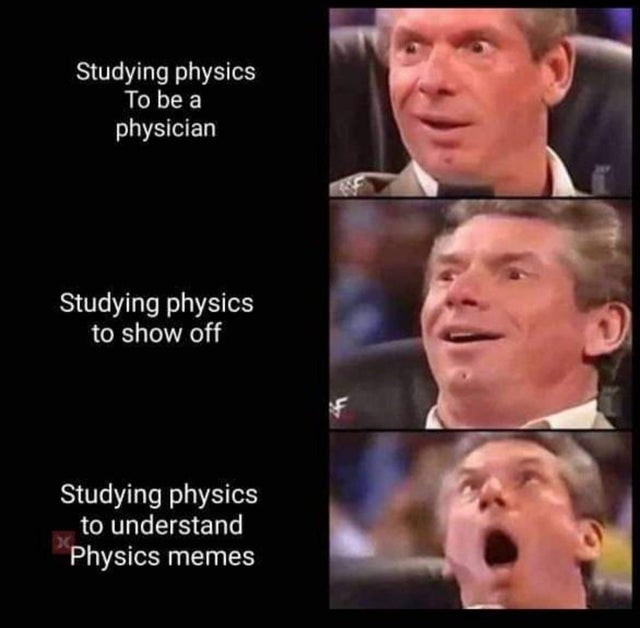 Studying physics
To be a
physician
Studying physics
to show off
Studying physics
to understand
Physics memes